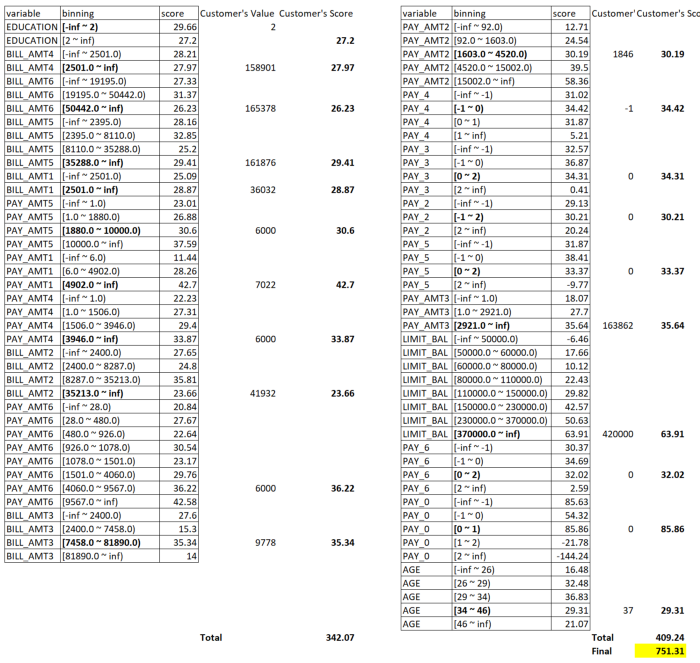 variable binning score Customer's Value Customer's Score
EDUCATION [-inf ~ 2) 29.66 2
EDUCATION [2 ~ inf) 27.2 27.2
BILL_AMT4 [-inf ~ 2501.0) 28.21
BILL_AMT4 [2501.0 ~ inf) 27.97 158901 27.97
BILL_AMT6 [-inf ~ 19195.0) 27.33
BILL_AMT6 [19195.0 ~ 50442.0) 31.37
BILL_AMT6 [50442.0 ~ inf) 26.23 165378 26.23
BILL_AMT5 [-inf ~ 2395.0) 28.16
BILL_AMT5 [2395.0 ~ 8110.0) 32.85
BILL_AMT5 [8110.0 ~ 35288.0) 25.2
BILL_AMT5 [35288.0 ~ inf) 29.41 161876 29.41
BILL_AMT1 [-inf ~ 2501.0) 25.09
BILL_AMT1 [2501.0 ~ inf) 28.87 36032 28.87
PAY_AMT5 [-inf ~ 1.0) 23.01
PAY_AMT5 [1.0 ~ 1880.0) 26.88
PAY_AMT5 [1880.0 ~ 10000.0) 30.6 6000 30.6
PAY_AMT5 [10000.0 ~ inf) 37.59
PAY_AMT1 [-inf ~ 6.0) 11.44
PAY_AMT1 [6.0 ~ 4902.0) 28.26
PAY_AMT1 [4902.0 ~ inf) 42.7 7022 42.7
PAY_AMT4 [-inf ~ 1.0) 22.23
PAY_AMT4 [1.0 ~ 1506.0) 27.31
PAY_AMT4 [1506.0 ~ 3946.0) 29.4
PAY_AMT4 [3946.0 ~ inf) 33.87 6000 33.87
BILL_AMT2 [-inf ~ 2400.0) 27.65
BILL_AMT2 [2400.0 ~ 8287.0) 24.8
BILL_AMT2 [8287.0 ~ 35213.0) 35.81
BILL_AMT2 [35213.0 ~ inf) 23.66 41932 23.66
PAY_AMT6 [-inf ~ 28.0) 20.84
PAY_AMT6 [28.0 ~ 480.0) 27.67
PAY_AMT6 [480.0 ~ 926.0) 22.64
PAY_AMT6 [926.0 ~ 1078.0) 30.54
PAY_AMT6 [1078.0 ~ 1501.0) 23.17
PAY_AMT6 [1501.0 ~ 4060.0) 29.76
PAY_AMT6 [4060.0 ~ 9567.0) 36.22 6000 36.22
PAY_AMT6 [9567.0 ~ inf) 42.58
BILL_AMT3 [-inf ~ 2400.0) 27.6
BILL_AMT3 [2400.0 ~ 7458.0) 15.3
BILL_AMT3 [7458.0 ~ 81890.0) 35.34 9778 35.34
BILL_AMT3 [81890.0 ~ inf) 14
Total 342.07
variable binning score Customer' Customer's Sco
PAY_AMT2 [-inf ~ 92.0) 12.71
PAY_AMT2 [92.0 ~ 1603.0) 24.54
PAY_AMT2 [1603.0 ~ 4520.0) 30.19 1846 30.19
PAY_AMT2 [4520.0 ~ 15002.0) 39.5
PAY_AMT2 [15002.0 ~ inf) 58.36
PAY_4 [-inf ~ -1) 31.02
PAY_4 [-1 ~ 0) 34.42 -1 34.42
PAY_4 [0 ~ 1) 31.87
PAY_4 [1 ~ inf) 5.21
PAY_3 [-inf ~ -1) 32.57
PAY_3 [-1 ~ 0) 36.87
PAY_3 [0 ~ 2) 34.31 0 34.31
PAY_3 [2 ~ inf) 0.41
PAY_2 [-inf ~ -1) 29.13
PAY_2 [-1 ~ 2) 30.21 0 30.21
PAY_2 [2 ~ inf) 20.24
PAY_5 [-inf ~ -1) 31.87
PAY_5 [-1 ~ 0) 38.41
PAY_5 [0 ~ 2) 33.37 0 33.37
PAY_5 [2 ~ inf) -9.77
PAY_AMT3 [-inf ~ 1.0) 18.07
PAY_AMT3 [1.0 ~ 2921.0) 27.7
PAY_AMT3 [2921.0 ~ inf) 35.64 163862 35.64
LIMIT_BAL [-inf ~ 50000.0) -6.46
LIMIT_BAL [50000.0 ~ 60000.0) 17.66
LIMIT_BAL [60000.0 ~ 80000.0) 10.12
LIMIT_BAL [80000.0 ~ 110000.0) 22.43
LIMIT_BAL [110000.0 ~ 150000.0) 29.82
LIMIT_BAL [150000.0 ~ 230000.0) 42.57
LIMIT_BAL [230000.0 ~ 370000.0) 50.63
LIMIT_BAL [370000.0 ~ inf) 63.91 420000 63.91
PAY_6 [-inf ~ -1) 30.37
PAY_6 [-1 ~ 0) 34.69
PAY_6 [0 ~ 2) 32.02 0 32.02
PAY_6 [2 ~ inf) 2.59
PAY_0 [-inf ~ -1) 85.63
PAY_0 [-1 ~ 0) 54.32
PAY_0 [0 ~ 1) 85.86 0 85.86
PAY_0 [1 ~ 2) -21.78
PAY_0 [2 ~ inf) -144.24
AGE [-inf ~ 26) 16.48
AGE [26 ~ 29) 32.48
AGE [29 ~ 34) 36.83
AGE [34 ~ 46) 29.31 37 29.31
AGE [46 ~ inf) 21.07
Total 409.24
Final 751.31